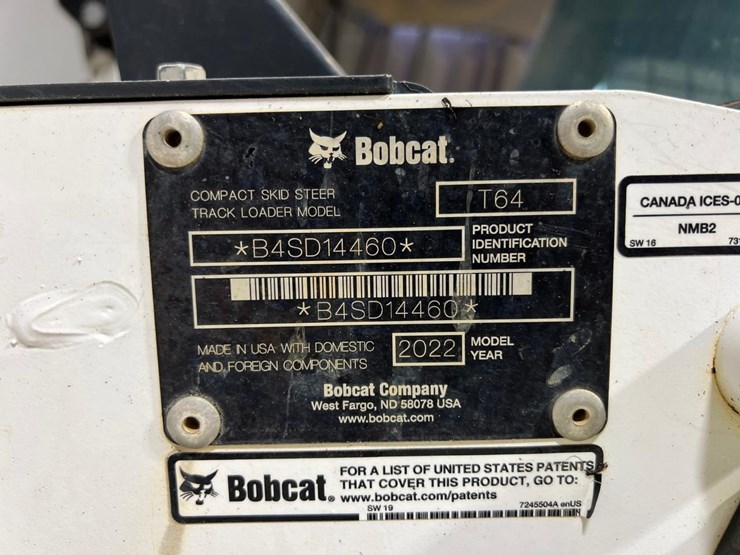 Bobcat.
COMPACT SKID STEER
TRACK LOADER MODEL
T64
*B4SD14460*
PRODUCT
IDENTIFICATION
NUMBER
*B4SD14460*
MADE IN USA WITH DOMESTIC
AND FOREIGN COMPONENTS
2022
MODEL
YEAR
Bobcat Company
West Fargo, ND 58078 USA
www.bobcat.com
CANADA ICES-0
NMB2
SW 16
731
Bobcat®
FOR A LIST OF UNITED STATES PATENTS
THAT COVER THIS PRODUCT, GO TO:
www.bobcat.com/patents
SW 19
7245504A enUS